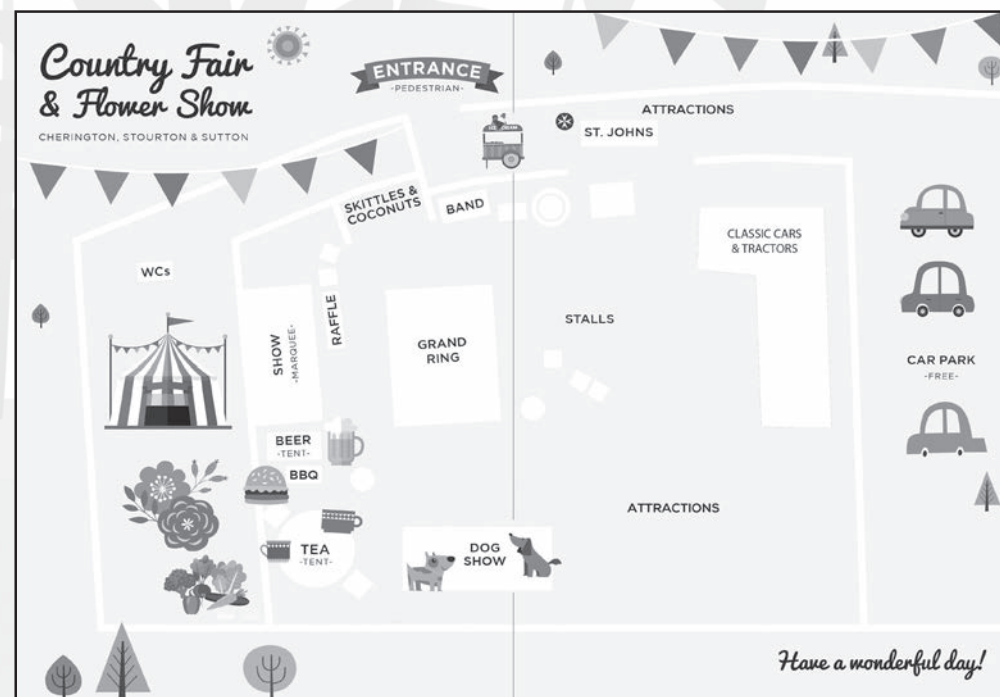 Country Fair
& Flower Show
CHERINGTON, STOURTON & SUTTON
ENTRANCE
-PEDESTRIAN-
ICE CREAM
ATTRACTIONS
ST. JOHNS
SKITTLES &
COCONUTS
BAND
CLASSIC CARS
& TRACTORS
WCs
SHOW
-MARQUEE-
RAFFLE
GRAND
RING
STALLS
CAR PARK
-FREE-
BEER
-TENT-
BBQ
TEA
-TENT-
DOG
SHOW
ATTRACTIONS
Have a wonderful day!